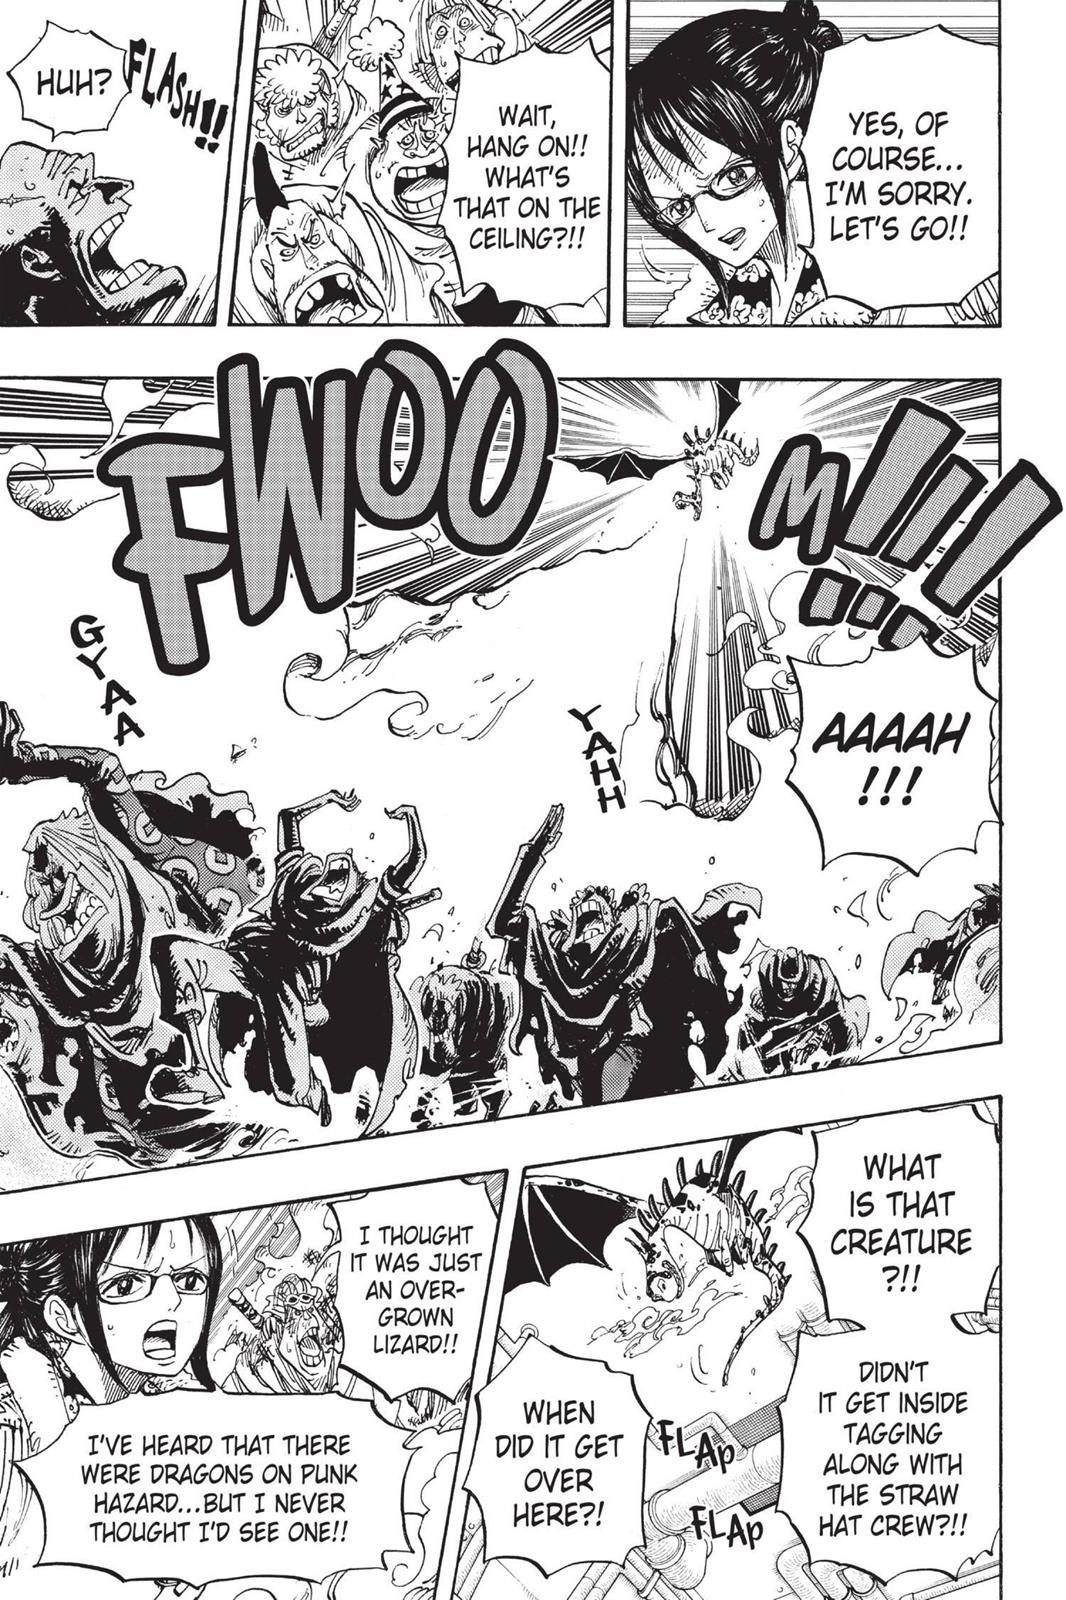 YES, OF
COURSE...
I'M SORRY.
LET'S GO!!
WAIT,
HANG ON!!
WHAT'S
THAT ON THE
CEILING?!!
HUH?
FLASH!!
FWOOM!!!
AAAAH
!!!
YAHH
GYAA
WHAT
IS THAT
CREATURE
?!!
DIDN'T
IT GET INSIDE
TAGGING
ALONG WITH
THE STRAW
HAT CREW?!!
FLAP
FLAP
WHEN
DID IT GET
OVER
HERE?!
I THOUGHT
IT WAS JUST
AN OVER-
GROWN
LIZARD!!
I'VE HEARD THAT THERE
WERE DRAGONS ON PUNK
HAZARD...BUT I NEVER
THOUGHT I'D SEE ONE!!